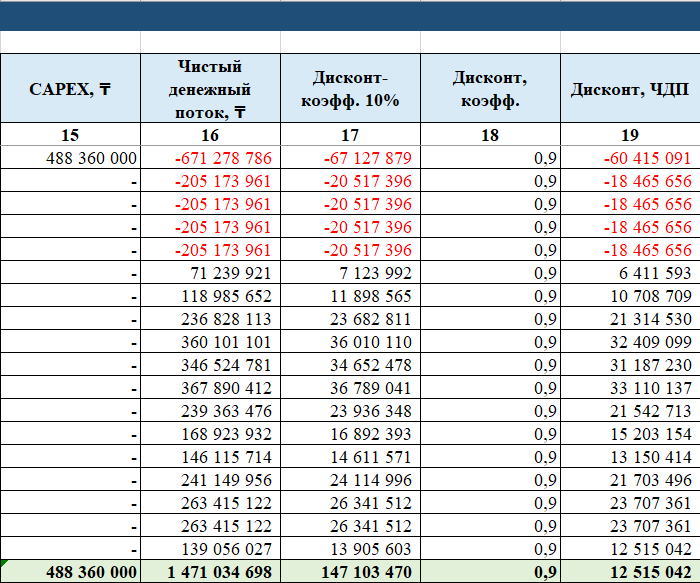 CAPEX, ₸ Чистый денежный поток, ₸ Дисконт-коэфф. 10% Дисконт, коэфф. Дисконт, ЧДП
15 16 17 18 19
488 360 000 -671 278 786 -67 127 879 0,9 -60 415 091
- -205 173 961 -20 517 396 0,9 -18 465 656
- -205 173 961 -20 517 396 0,9 -18 465 656
- -205 173 961 -20 517 396 0,9 -18 465 656
- -205 173 961 -20 517 396 0,9 -18 465 656
- 71 239 921 7 123 992 0,9 6 411 593
- 118 985 652 11 898 565 0,9 10 708 709
- 236 828 113 23 682 811 0,9 21 314 530
- 360 101 101 36 010 110 0,9 32 409 099
- 346 524 781 34 652 478 0,9 31 187 230
- 367 890 412 36 789 041 0,9 33 110 137
- 239 363 476 23 936 348 0,9 21 542 713
- 168 923 932 16 892 393 0,9 15 203 154
- 146 115 714 14 611 571 0,9 13 150 414
- 241 149 956 24 114 996 0,9 21 703 496
- 263 415 122 26 341 512 0,9 23 707 361
- 263 415 122 26 341 512 0,9 23 707 361
- 139 056 027 13 905 603 0,9 12 515 042
488 360 000 1 471 034 698 147 103 470 0,9 12 515 042